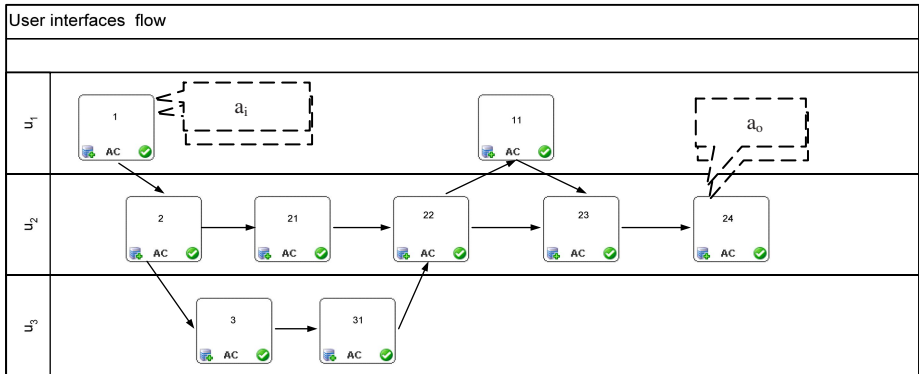 User interfaces flow
u1
1
AC
ai
11
AC
ao
u2
2
AC
21
AC
22
AC
23
AC
24
AC
u3
3
AC
31
AC